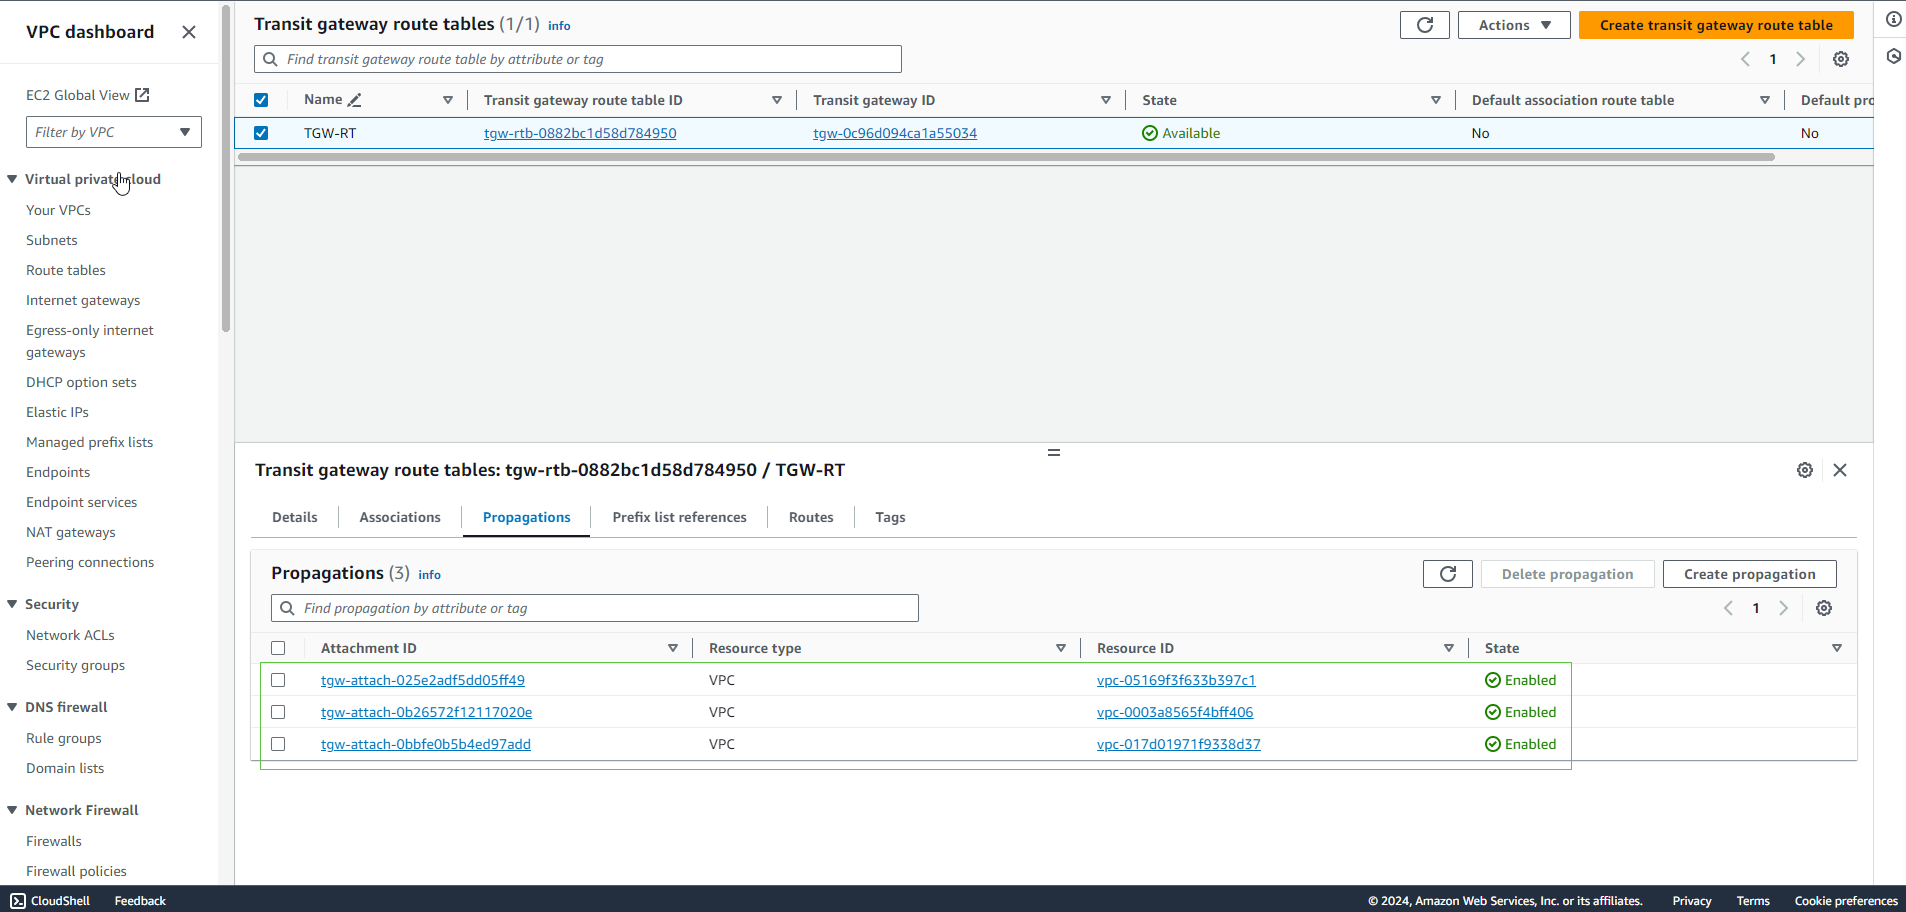 VPC dashboard
EC2 Global View
Filter by VPC
Virtual private cloud
Your VPCs
Subnets
Route tables
Internet gateways
Egress-only internet
gateways
DHCP option sets
Elastic IPs
Managed prefix lists
Endpoints
Endpoint services
NAT gateways
Peering connections
Security
Network ACLs
Security groups
DNS firewall
Rule groups
Domain lists
Network Firewall
Firewalls
Firewall policies
Transit gateway route tables (1/1) info
Actions
Create transit gateway route table
Find transit gateway route table by attribute or tag
1
Name Transit gateway route table ID Transit gateway ID State Default association route table Default pro
TGW-RT tgw-rtb-0882bc1d58d784950 tgw-0c96d094ca1a55034 Available No No
Transit gateway route tables: tgw-rtb-0882bc1d58d784950 / TGW-RT
Details Associations Propagations Prefix list references Routes Tags
Propagations (3) info
Delete propagation Create propagation
Find propagation by attribute or tag
1
Attachment ID Resource type Resource ID State
tgw-attach-025e2adf5dd05ff49 VPC vpc-05169f3f633b397c1 Enabled
tgw-attach-0b26572f12117020e VPC vpc-0003a8565f4bff406 Enabled
tgw-attach-0bbfe0b5b4ed97add VPC vpc-017d01971f9338d37 Enabled
CloudShell Feedback © 2024, Amazon Web Services, Inc. or its affiliates. Privacy Terms Cookie preferences